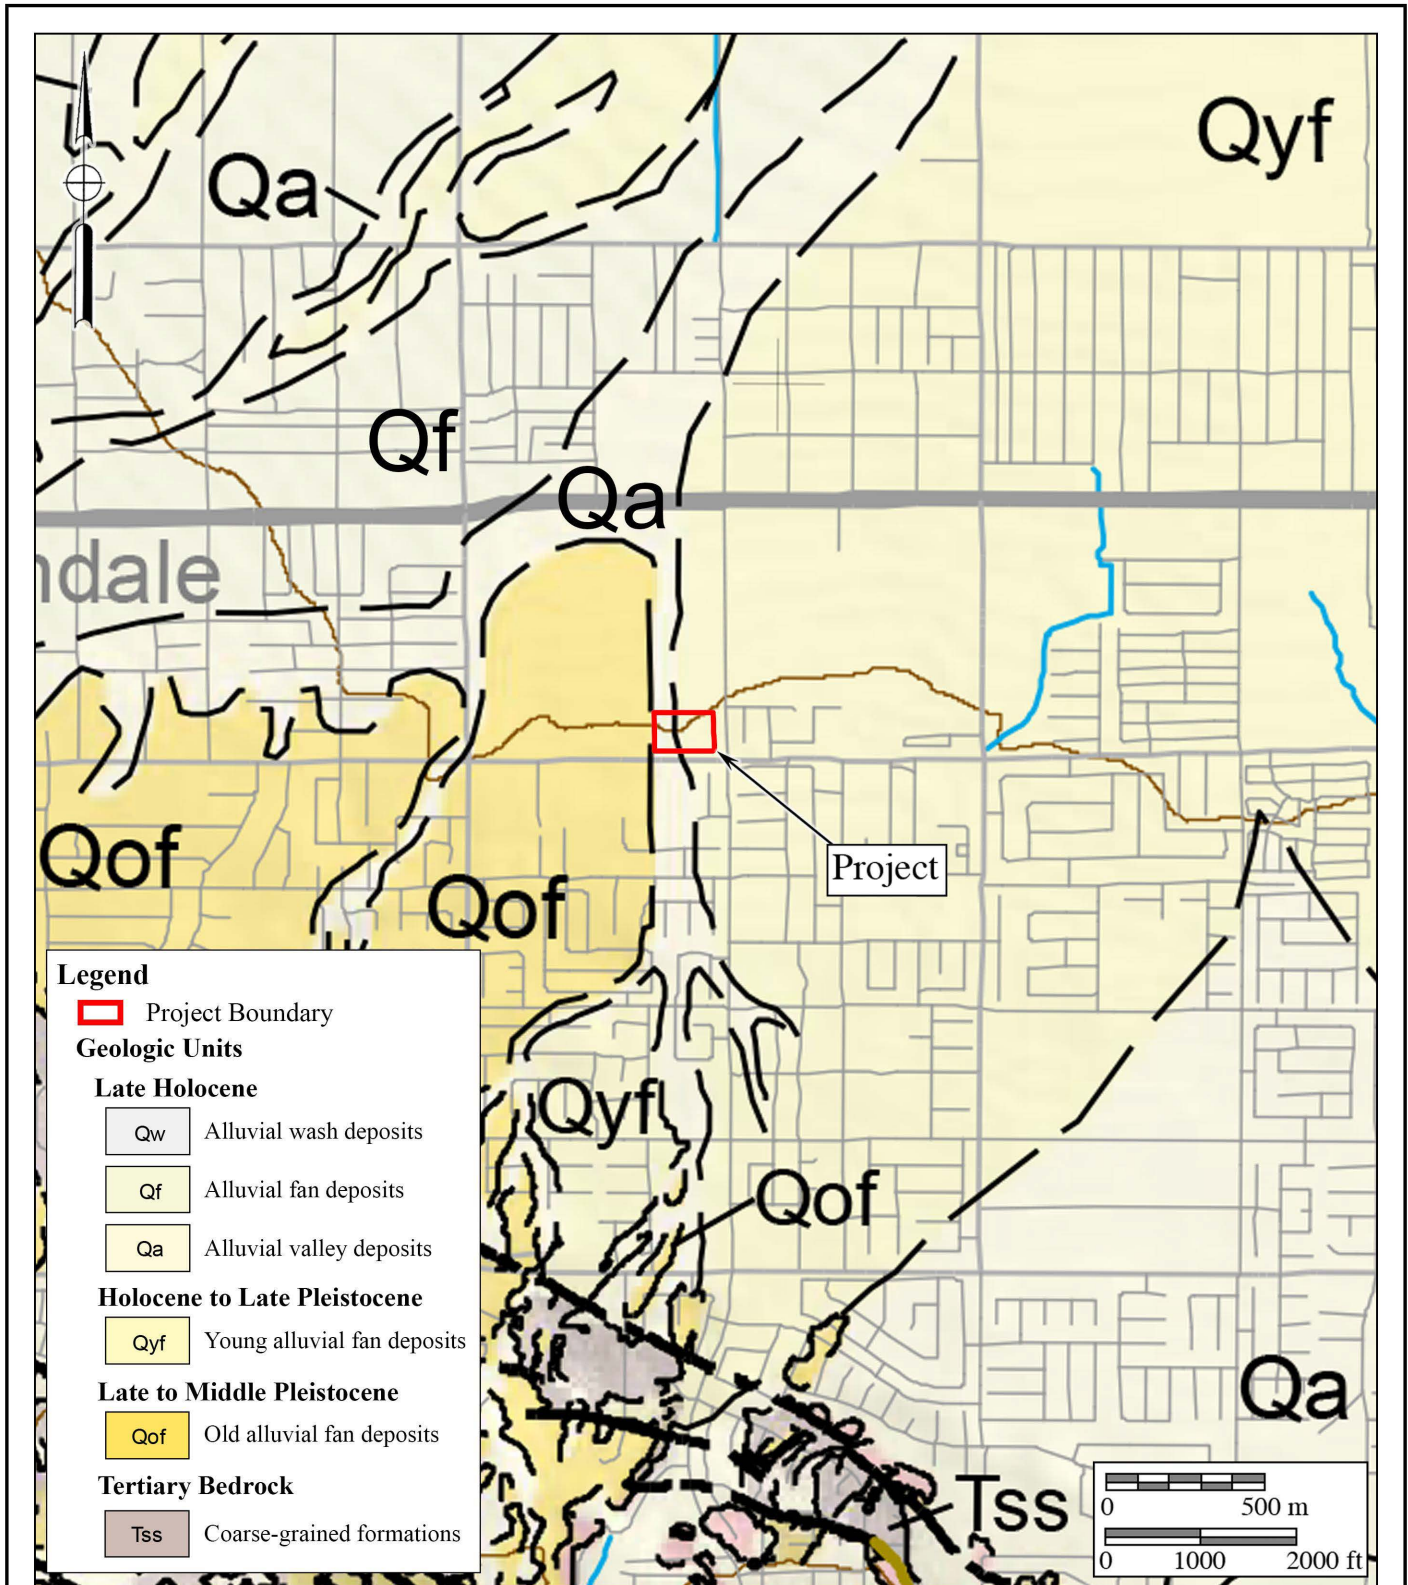 Qyf
Qa
Qf
Qa
ndale
Project
Qof
Qof
Qyf
Qof
Qa
Tss
Legend
Project Boundary
Geologic Units
Late Holocene
Qw Alluvial wash deposits
Qf Alluvial fan deposits
Qa Alluvial valley deposits
Holocene to Late Pleistocene
Qyf Young alluvial fan deposits
Late to Middle Pleistocene
Qof Old alluvial fan deposits
Tertiary Bedrock
Tss Coarse-grained formations
0 500 m
0 1000 2000 ft